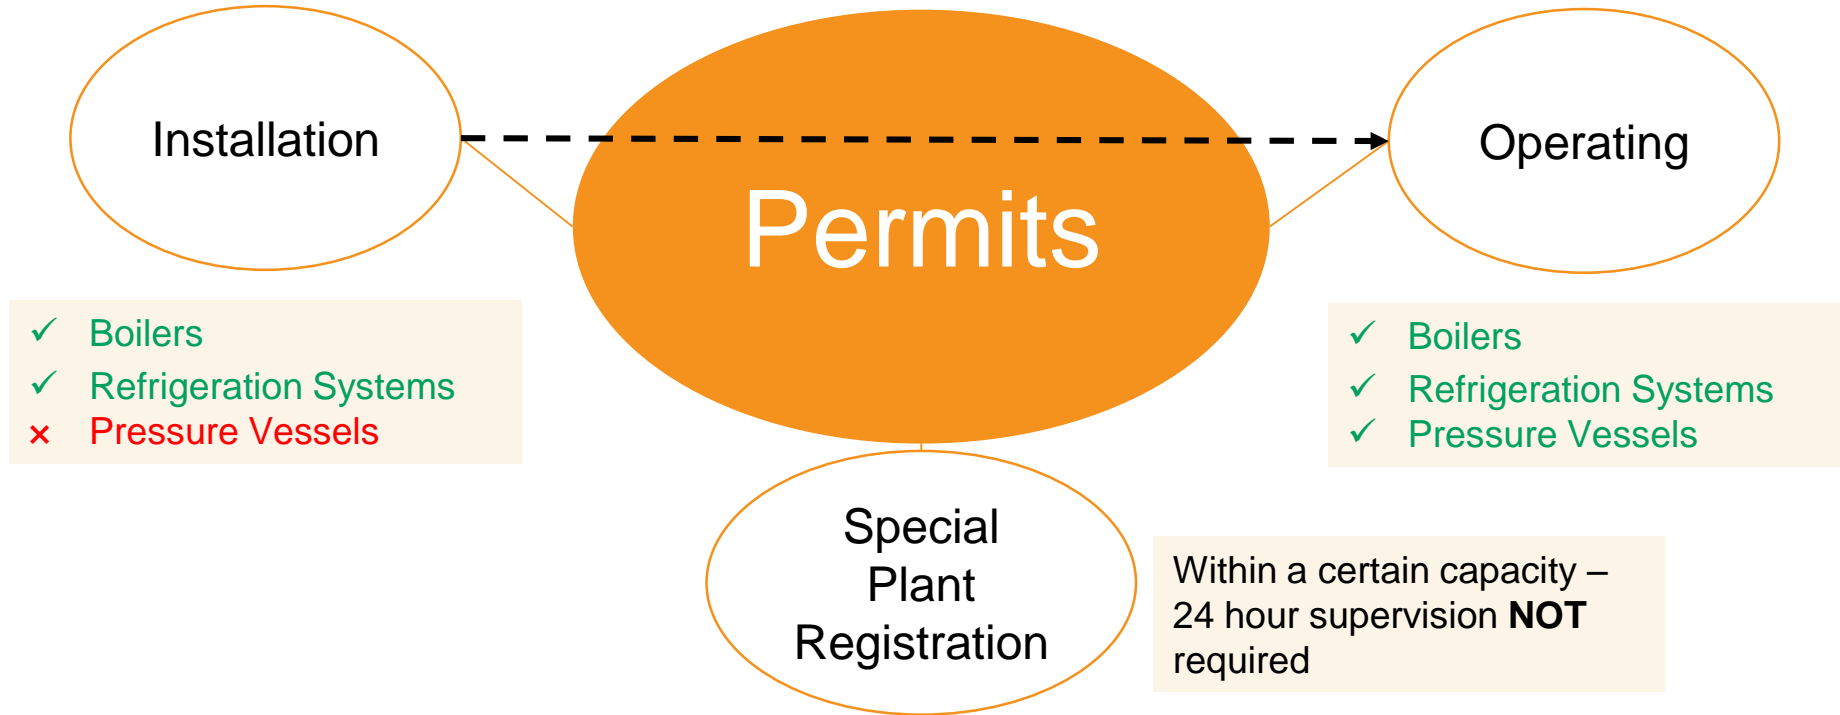 Installation
Permits
Operating
✓ Boilers
✓ Refrigeration Systems
× Pressure Vessels
✓ Boilers
✓ Refrigeration Systems
✓ Pressure Vessels
Special
Plant
Registration
Within a certain capacity –
24 hour supervision NOT
required